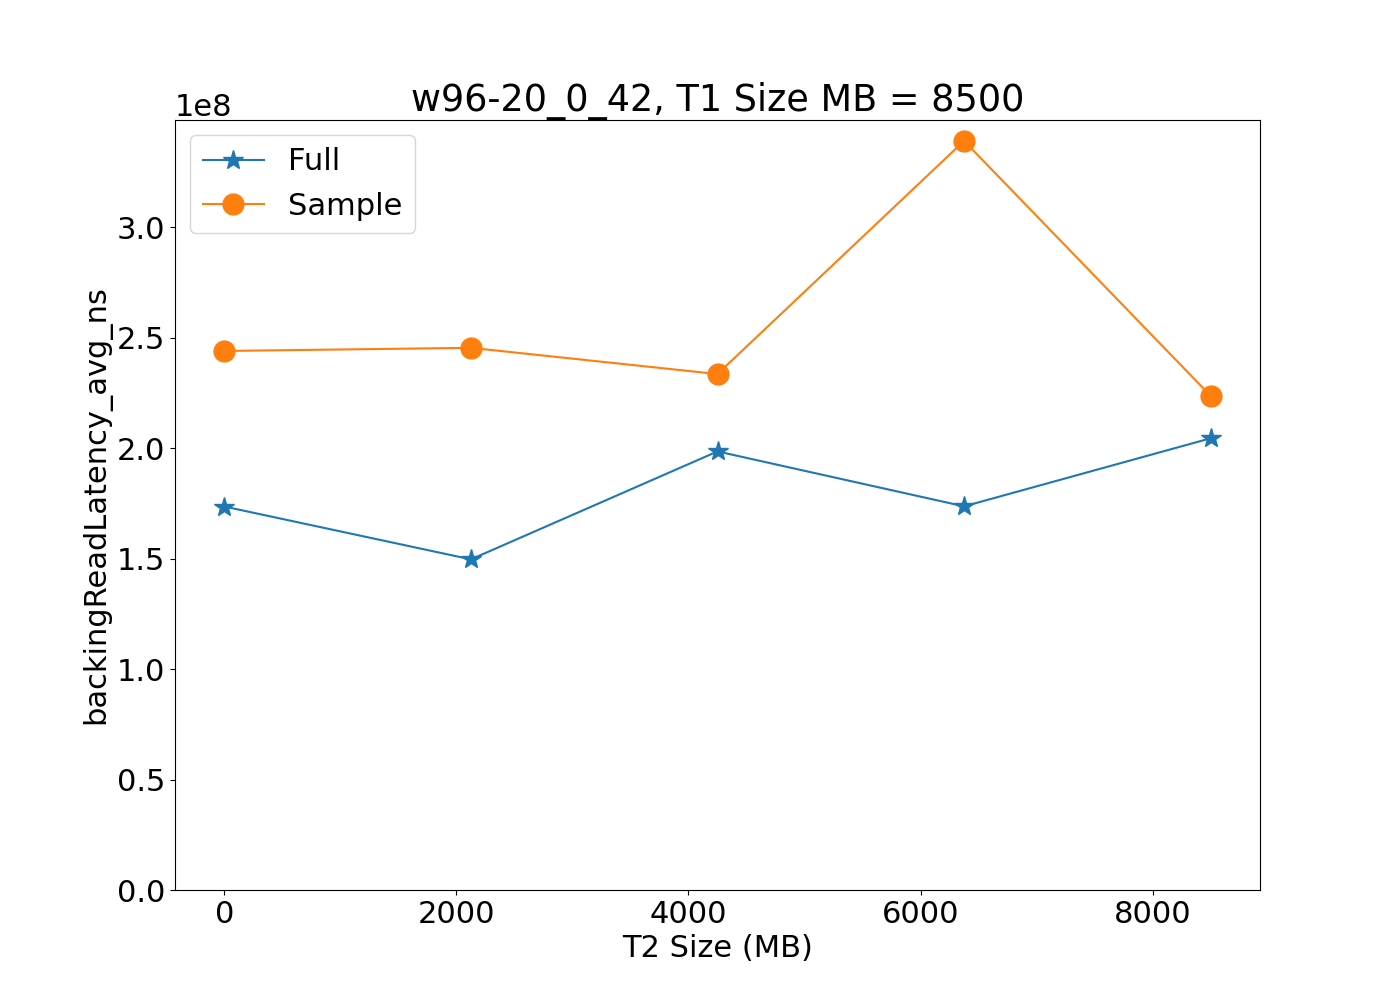 w96-20_0_42, T1 Size MB = 8500
1e8
Full
Sample
3.0
2.5
2.0
1.5
1.0
0.5
0.0
backingReadLatency_avg_ns
0 2000 4000 6000 8000
T2 Size (MB)